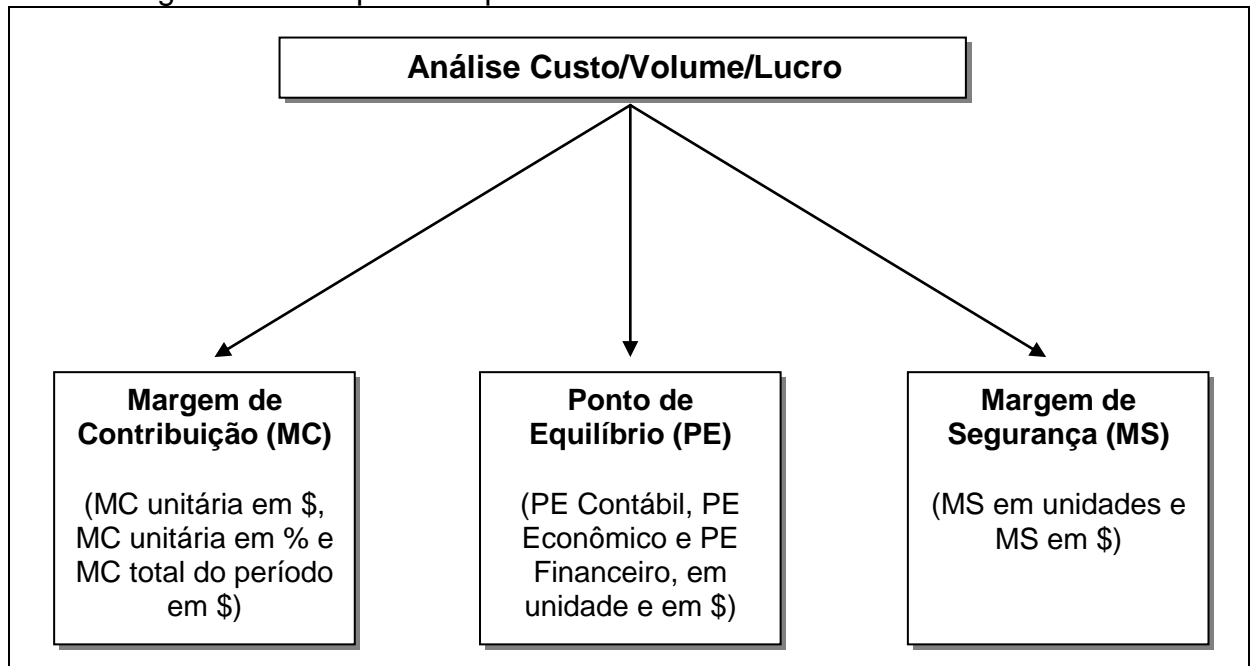 Análise Custo/Volume/Lucro
Margem de
Contribuição (MC)
(MC unitária em $,
MC unitária em % e
MC total do período
em $)
Ponto de
Equilíbrio (PE)
(PE Contábil, PE
Econômico e PE
Financeiro, em
unidade e em $)
Margem de
Segurança (MS)
(MS em unidades e
MS em $)